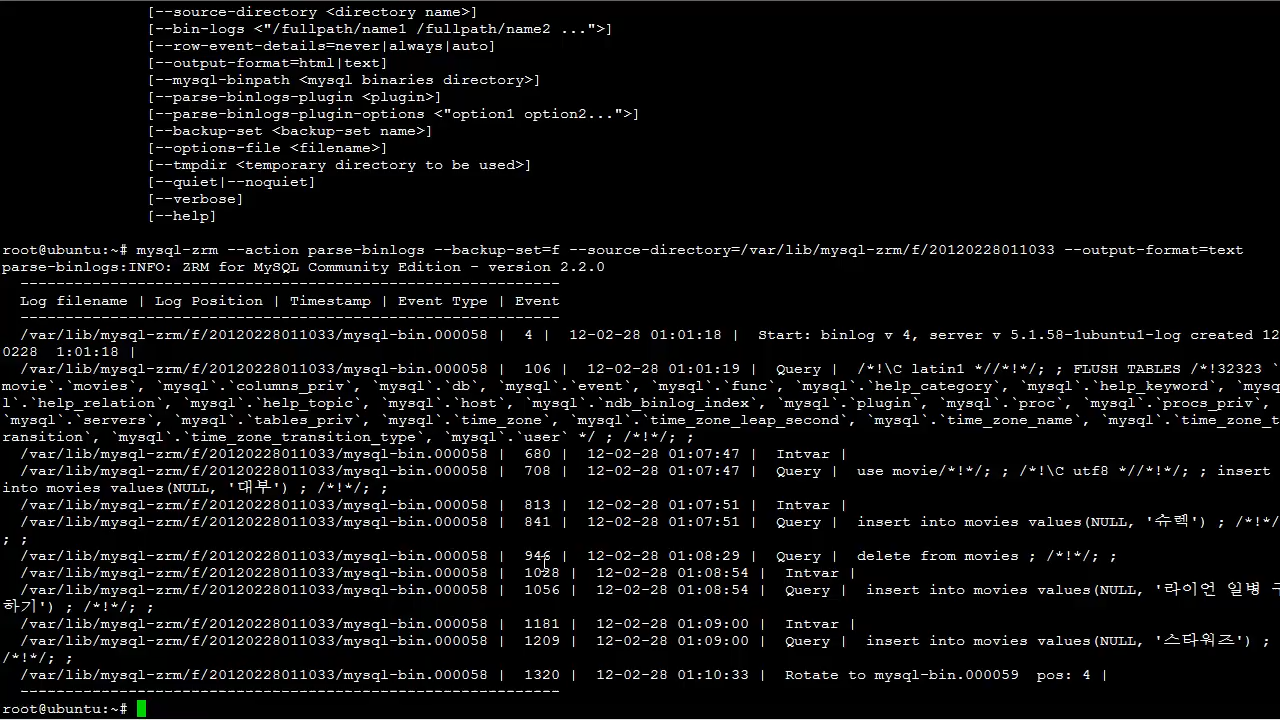 [--source-directory <directory name>]
[--bin-logs <"/fullpath/name1 /fullpath/name2 ...">]
[--row-event-details=never|always|auto]
[--output-format=html|text]
[--mysql-binpath <mysql binaries directory>]
[--parse-binlogs-plugin <plugin>]
[--parse-binlogs-plugin-options <"option1 option2...">]
[--backup-set <backup-set name>]
[--options-file <filename>]
[--tmpdir <temporary directory to be used>]
[--quiet|--noquiet]
[--verbose]
[--help]
root@ubuntu:~# mysql-zrm --action parse-binlogs --backup-set=f --source-directory=/var/lib/mysql-zrm/f/20120228011033 --output-format=text
parse-binlogs:INFO: ZRM for MySQL Community Edition - version 2.2.0
------------------------------------------------------------
Log filename | Log Position | Timestamp | Event Type | Event
------------------------------------------------------------
/var/lib/mysql-zrm/f/20120228011033/mysql-bin.000058 | 4 | 12-02-28 01:01:18 | Start: binlog v 4, server v 5.1.58-1ubuntu1-log created 12
0228 1:01:18 |
/var/lib/mysql-zrm/f/20120228011033/mysql-bin.000058 | 106 | 12-02-28 01:01:19 | Query | /*!\C latin1 *//*!*/; ; FLUSH TABLES /*!32323 `
movie`.`movies`, `mysql`.`columns_priv`, `mysql`.`db`, `mysql`.`event`, `mysql`.`func`, `mysql`.`help_category`, `mysql`.`help_keyword`, `mysq
l`.`help_relation`, `mysql`.`help_topic`, `mysql`.`host`, `mysql`.`ndb_binlog_index`, `mysql`.`plugin`, `mysql`.`proc`, `mysql`.`procs_priv`,
`mysql`.`servers`, `mysql`.`tables_priv`, `mysql`.`time_zone`, `mysql`.`time_zone_leap_second`, `mysql`.`time_zone_name`, `mysql`.`time_zone_t
ransition`, `mysql`.`time_zone_transition_type`, `mysql`.`user` */ ; /*!*/; ;
/var/lib/mysql-zrm/f/20120228011033/mysql-bin.000058 | 680 | 12-02-28 01:07:47 | Intvar |
/var/lib/mysql-zrm/f/20120228011033/mysql-bin.000058 | 708 | 12-02-28 01:07:47 | Query | use movie/*!*/; ; /*!\C utf8 *//*!*/; ; insert
into movies values(NULL, '대부') ; /*!*/; ;
/var/lib/mysql-zrm/f/20120228011033/mysql-bin.000058 | 813 | 12-02-28 01:07:51 | Intvar |
/var/lib/mysql-zrm/f/20120228011033/mysql-bin.000058 | 841 | 12-02-28 01:07:51 | Query | insert into movies values(NULL, '슈렉') ; /*!*/
; ;
/var/lib/mysql-zrm/f/20120228011033/mysql-bin.000058 | 946 | 12-02-28 01:08:29 | Query | delete from movies ; /*!*/; ;
/var/lib/mysql-zrm/f/20120228011033/mysql-bin.000058 | 1028 | 12-02-28 01:08:54 | Intvar |
/var/lib/mysql-zrm/f/20120228011033/mysql-bin.000058 | 1056 | 12-02-28 01:08:54 | Query | insert into movies values(NULL, '라이언 일병 구
하기') ; /*!*/; ;
/var/lib/mysql-zrm/f/20120228011033/mysql-bin.000058 | 1181 | 12-02-28 01:09:00 | Intvar |
/var/lib/mysql-zrm/f/20120228011033/mysql-bin.000058 | 1209 | 12-02-28 01:09:00 | Query | insert into movies values(NULL, '스타워즈') ;
/*!*/; ;
/var/lib/mysql-zrm/f/20120228011033/mysql-bin.000058 | 1320 | 12-02-28 01:10:33 | Rotate to mysql-bin.000059 pos: 4 |
------------------------------------------------------------
root@ubuntu:~#